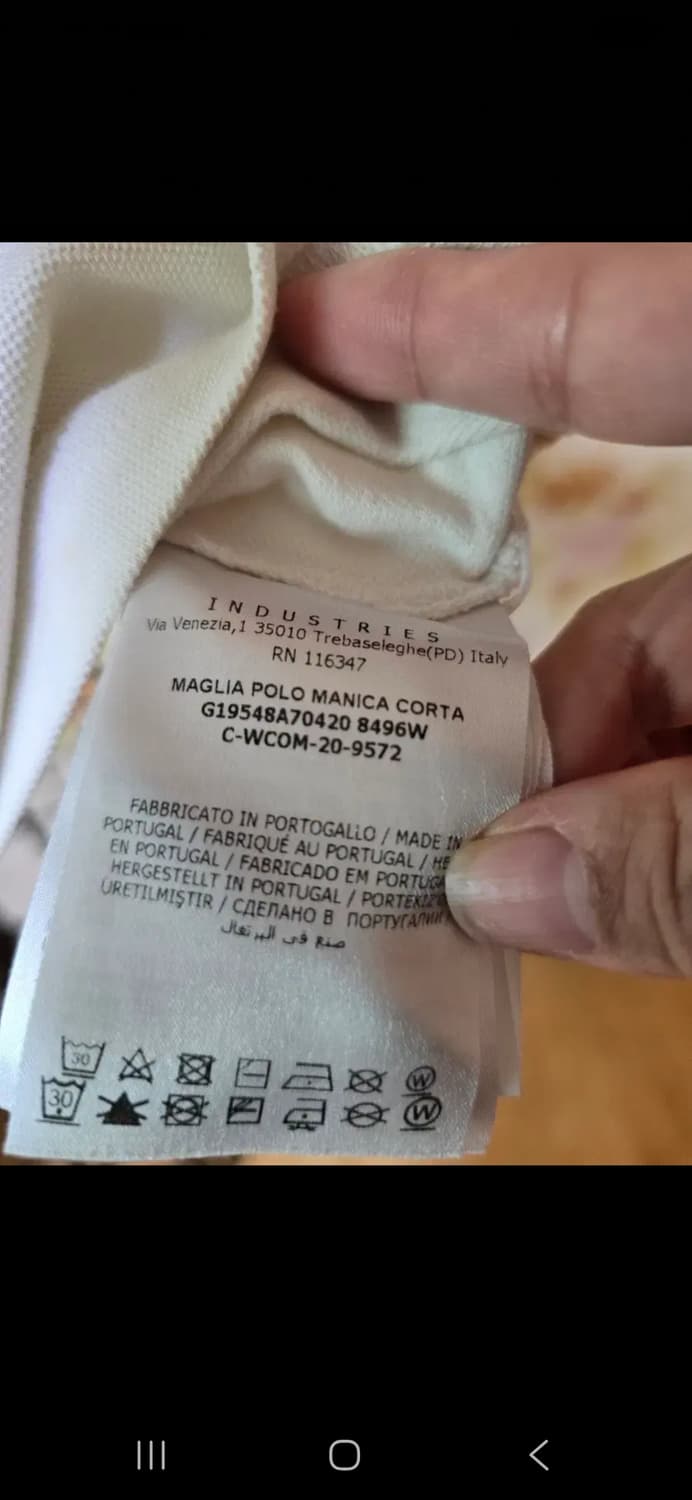 INDUSTRIES
Via Venezia,1 35010 Trebaseleghe(PD) Italy
RN 116347
MAGLIA POLO MANICA CORTA
G19548A70420 8496W
C-WCOM-20-9572
FABBRICATO IN PORTOGALLO / MADE IN
PORTUGAL / FABRIQUÉ AU PORTUGAL /
EN PORTUGAL / FABRICADO EM
HERGESTELLT IN PORTUGAL /
ÜRETILMIŞTIR / СДЕЛАНО В ПОРТУГАЛИИ
صنع في البرتغال
30 W
30 W